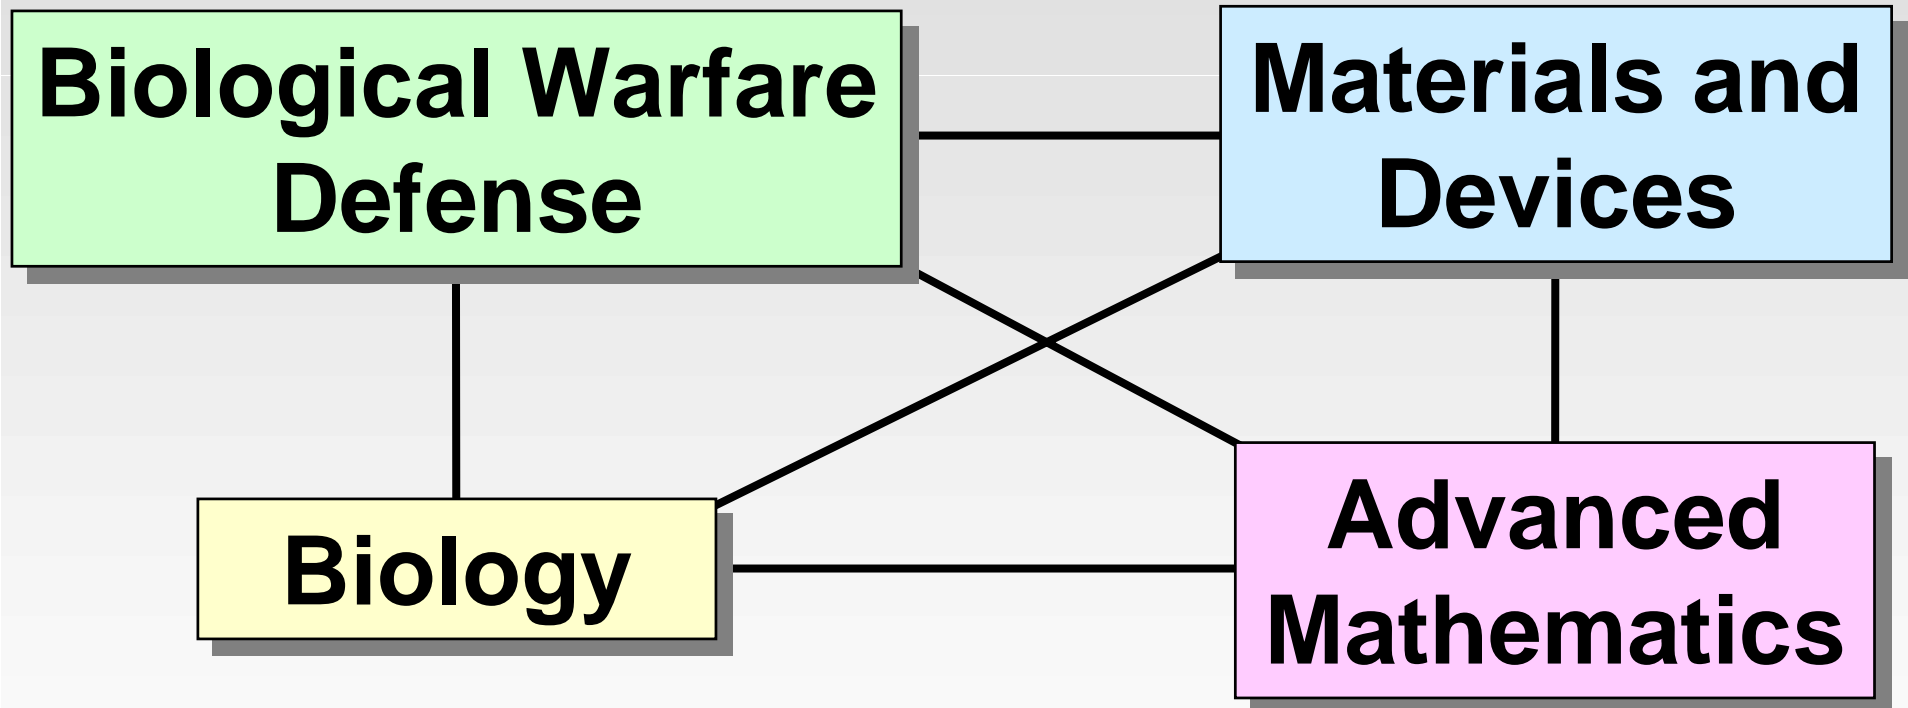 Biological Warfare
Defense
Materials and
Devices
Biology
Advanced
Mathematics